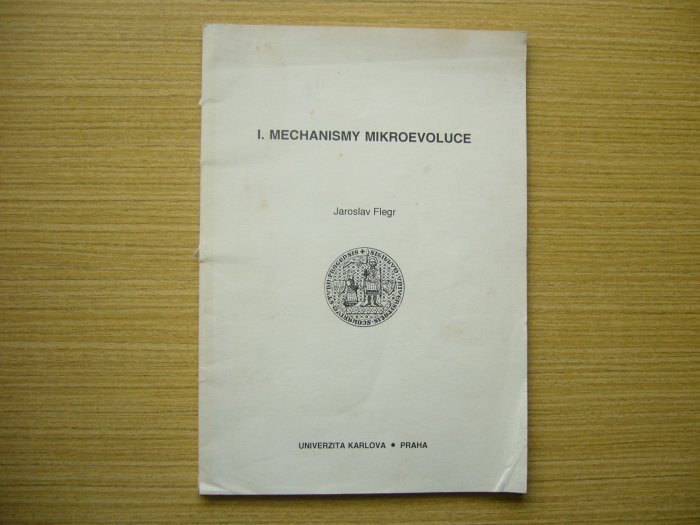 I. MECHANISMY MIKROEVOLUCE
Jaroslav Flegr
UNIVERZITA KARLOVA • PRAHA